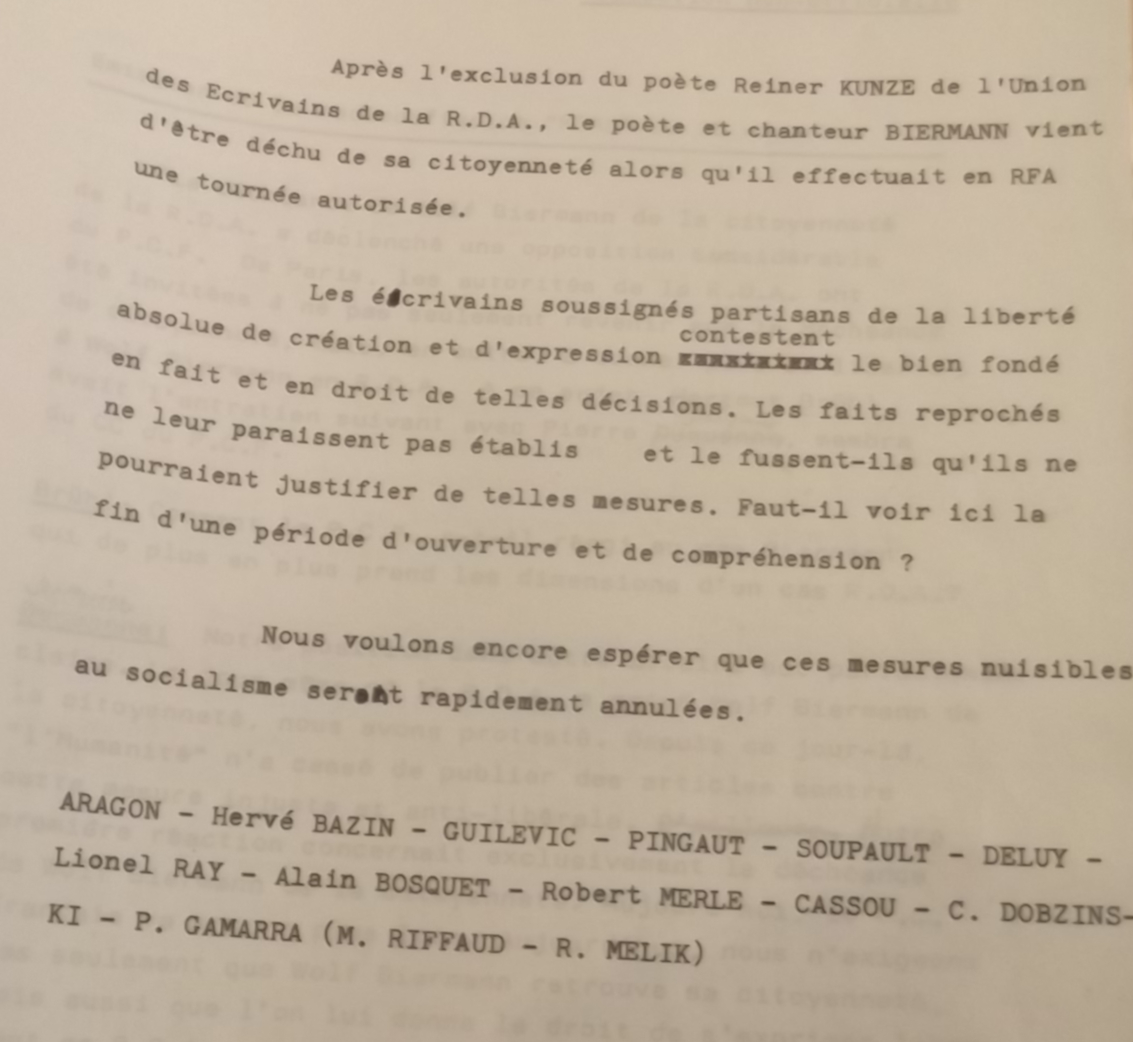 Après l'exclusion du poète Reiner KUNZE de l'Union
des Ecrivains de la R.D.A., le poète et chanteur BIERMANN vient
d'être déchu de sa citoyenneté alors qu'il effectuait en RFA
une tournée autorisée.
Les écrivains soussignés partisans de la liberté
contestent
absolue de création et d'expression le bien fondé
en fait et en droit de telles décisions. Les faits reprochés
ne leur paraissent pas établis et le fussent-ils qu'ils ne
pourraient justifier de telles mesures. Faut-il voir ici la
fin d'une période d'ouverture et de compréhension ?
Nous voulons encore espérer que ces mesures nuisibles
au socialisme seront rapidement annulées.
ARAGON - Hervé BAZIN - GUILEVIC - PINGAUT - SOUPAULT - DELUY -
Lionel RAY - Alain BOSQUET - Robert MERLE - CASSOU - C. DOBZINS-
KI - P. GAMARRA (M. RIFFAUD - R. MELIK)